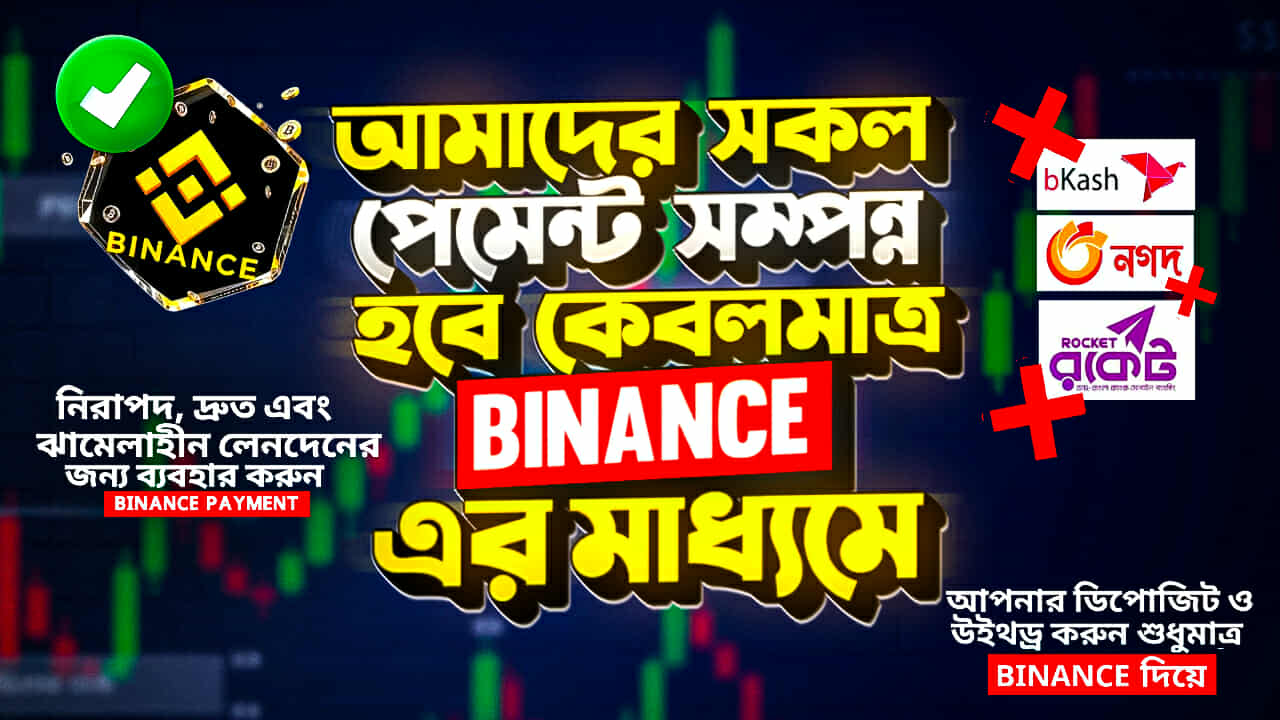 আমাদের সকল
পেমেন্ট সম্পন্ন
হবে কেবলমাত্র
BINANCE
এর মাধ্যমে
BINANCE
নিরাপদ, দ্রুত এবং
ঝামেলাহীন লেনদেনের
জন্য ব্যবহার করুন
BINANCE PAYMENT
bKash
নগদ
ROCKET
রকেট
আপনার ডিপোজিট ও
উইথড্র করুন শুধুমাত্র
BINANCE দিয়ে